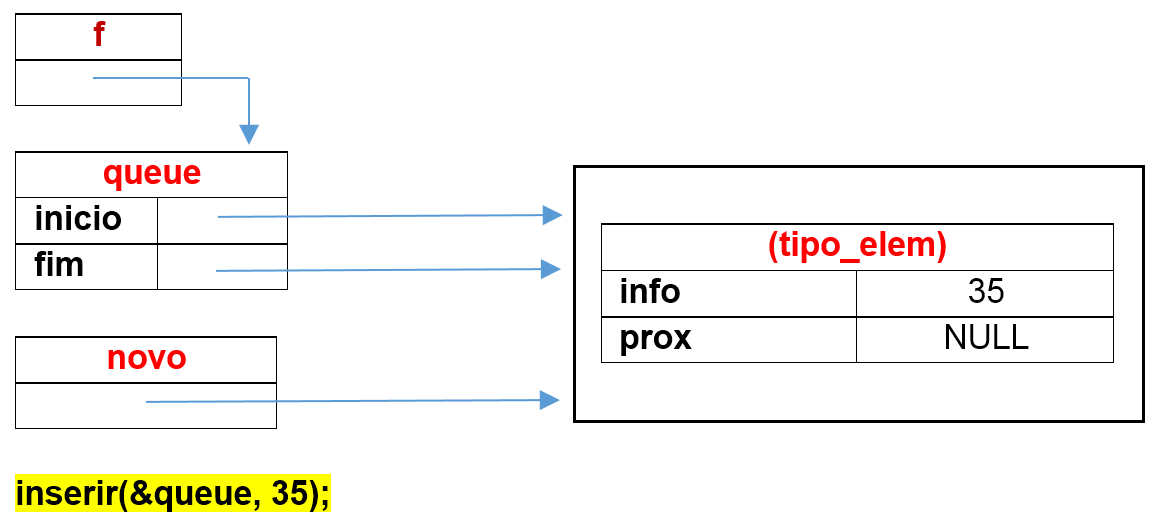 f
queue
inicio
fim
(tipo_elem)
info 35
prox NULL
novo
inserir(&queue, 35);